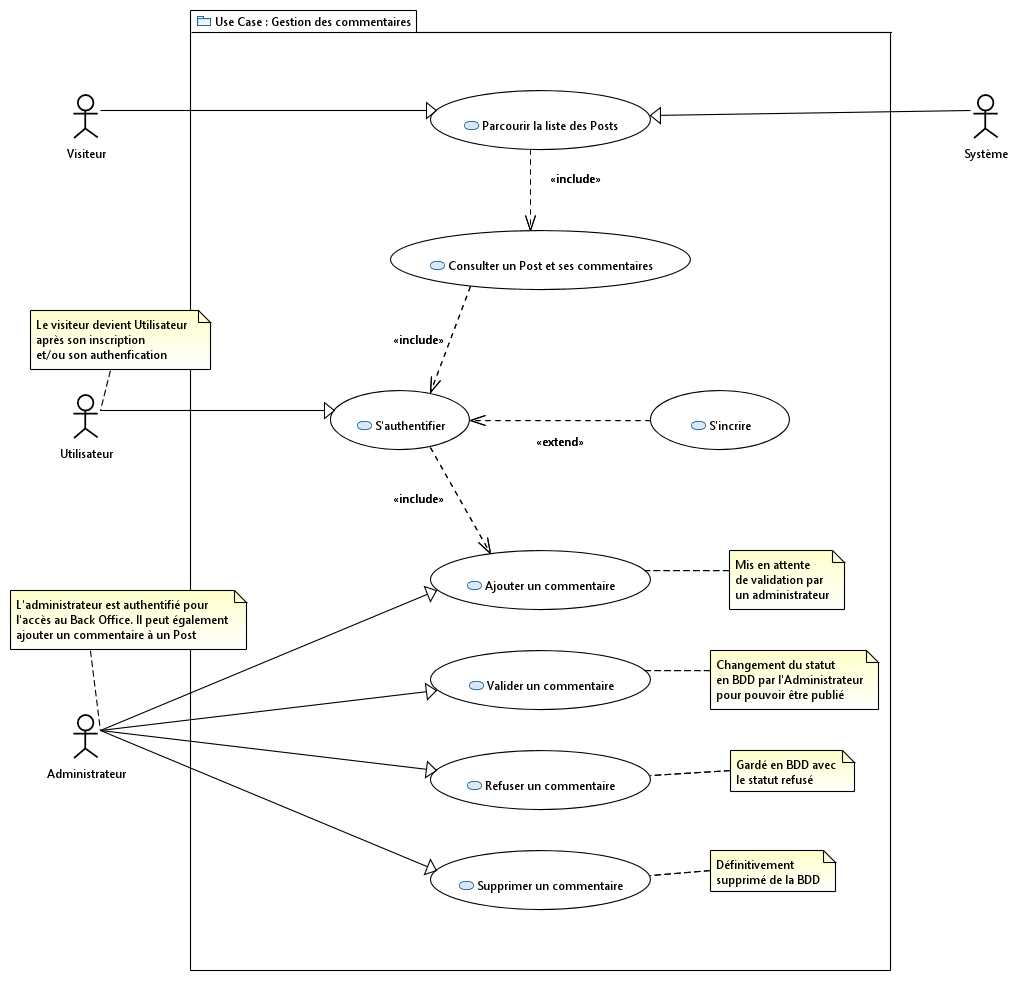 Use Case : Gestion des commentaires
Visiteur
Parcourir la liste des Posts
Système
«include»
Consulter un Post et ses commentaires
Le visiteur devient Utilisateur
après son inscription
et/ou son authenfication
«include»
Utilisateur
S'authentifier
S'incrire
«extend»
«include»
Ajouter un commentaire
Mis en attente
de validation par
un administrateur
L'administrateur est authentifié pour
l'accès au Back Office. Il peut également
ajouter un commentaire à un Post
Valider un commentaire
Changement du statut
en BDD par l'Administrateur
pour pouvoir être publié
Administrateur
Refuser un commentaire
Gardé en BDD avec
le statut refusé
Supprimer un commentaire
Définitivement
supprimé de la BDD